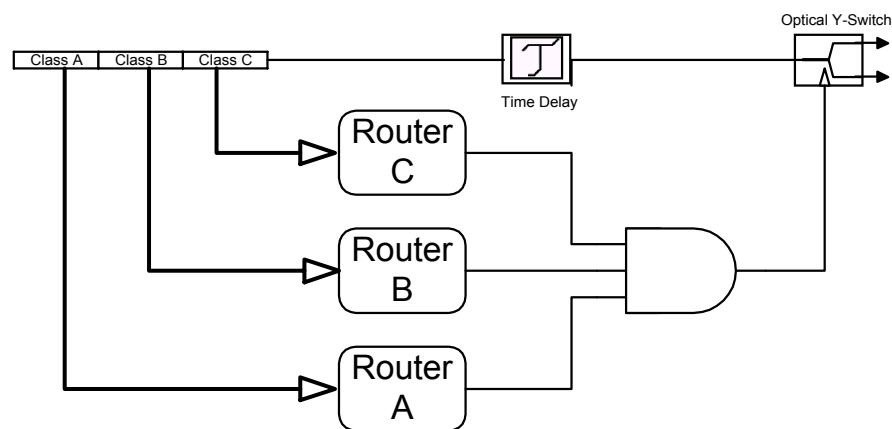 Optical Y-Switch
Class A
Class B
Class C
Time Delay
Router
C
Router
B
Router
A